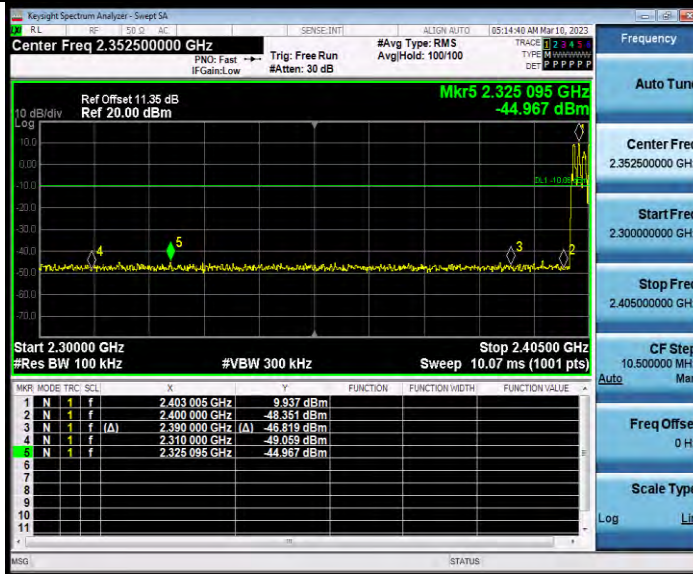 Keysight Spectrum Analyzer - Swept SA
RL RF 50 Ω AC SENSE:INT ALIGN AUTO 05:14:40 AM Mar 10, 2023
Center Freq 2.352500000 GHz
PNO: Fast
IFGain:Low
Trig: Free Run
#Atten: 30 dB
#Avg Type: RMS
Avg|Hold: 100/100
TRACE 1 2 3 4 5
TYPE M
DET P P P P P P
Ref Offset 11.35 dB
10 dB/div Ref 20.00 dBm
Log
Mkr5 2.325 095 GHz
-44.967 dBm
10.0
0.00
-10.0
-20.0
-30.0
-40.0
-50.0
-60.0
-70.0
1
2
3
4
5
Start 2.30000 GHz Stop 2.40500 GHz
#Res BW 100 kHz #VBW 300 kHz Sweep 10.07 ms (1001 pts)
MKR MODE TRC SCL X Y FUNCTION FUNCTION WIDTH FUNCTION VALUE
1 N 1 f 2.403 005 GHz 9.937 dBm
2 N 1 f 2.400 000 GHz -48.351 dBm
3 N 1 f (Δ) 2.390 000 GHz (Δ) -46.819 dBm
4 N 1 f 2.310 000 GHz -49.059 dBm
5 N 1 f 2.325 095 GHz -44.967 dBm
6
7
8
9
10
11
MSG STATUS
Frequency
Auto Tune
Center Freq
2.352500000 GHz
Start Freq
2.300000000 GHz
Stop Freq
2.405000000 GHz
CF Step
10.500000 MHz
Auto Man
Freq Offset
0 Hz
Scale Type
Log Lin